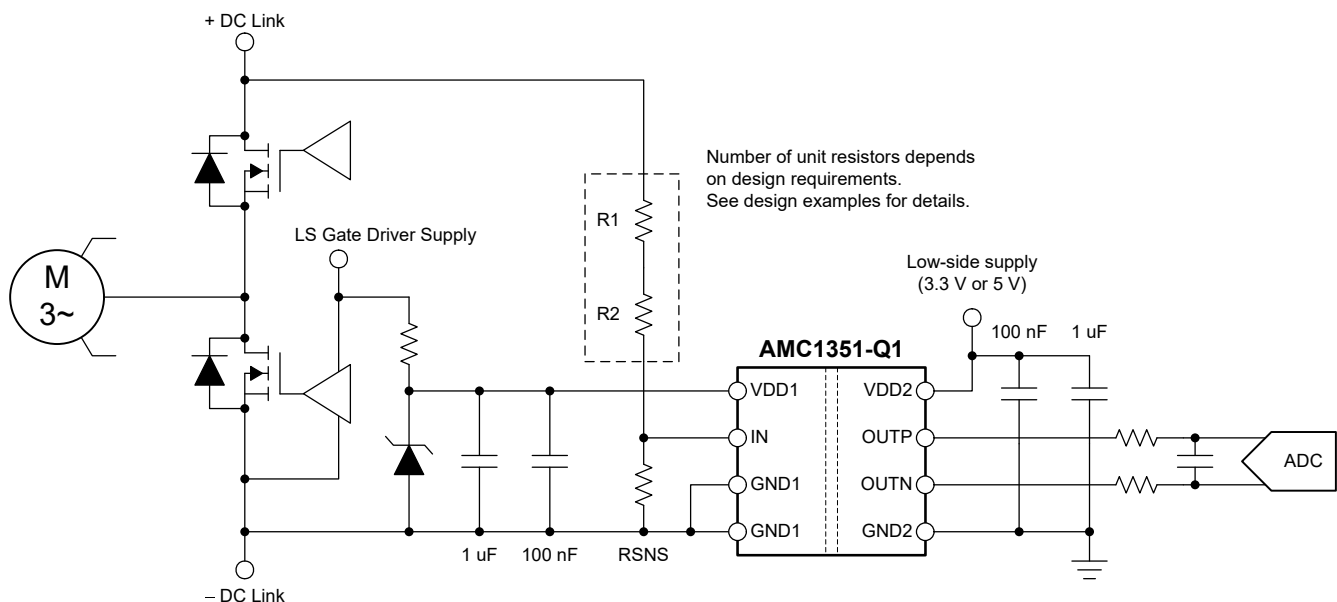 + DC Link
Number of unit resistors depends
on design requirements.
See design examples for details.
R1
LS Gate Driver Supply
M
3~
R2
Low-side supply
(3.3 V or 5 V)
100 nF
1 uF
AMC1351-Q1
VDD1
VDD2
IN
OUTP
GND1
OUTN
GND1
GND2
ADC
1 uF
100 nF
RSNS
– DC Link